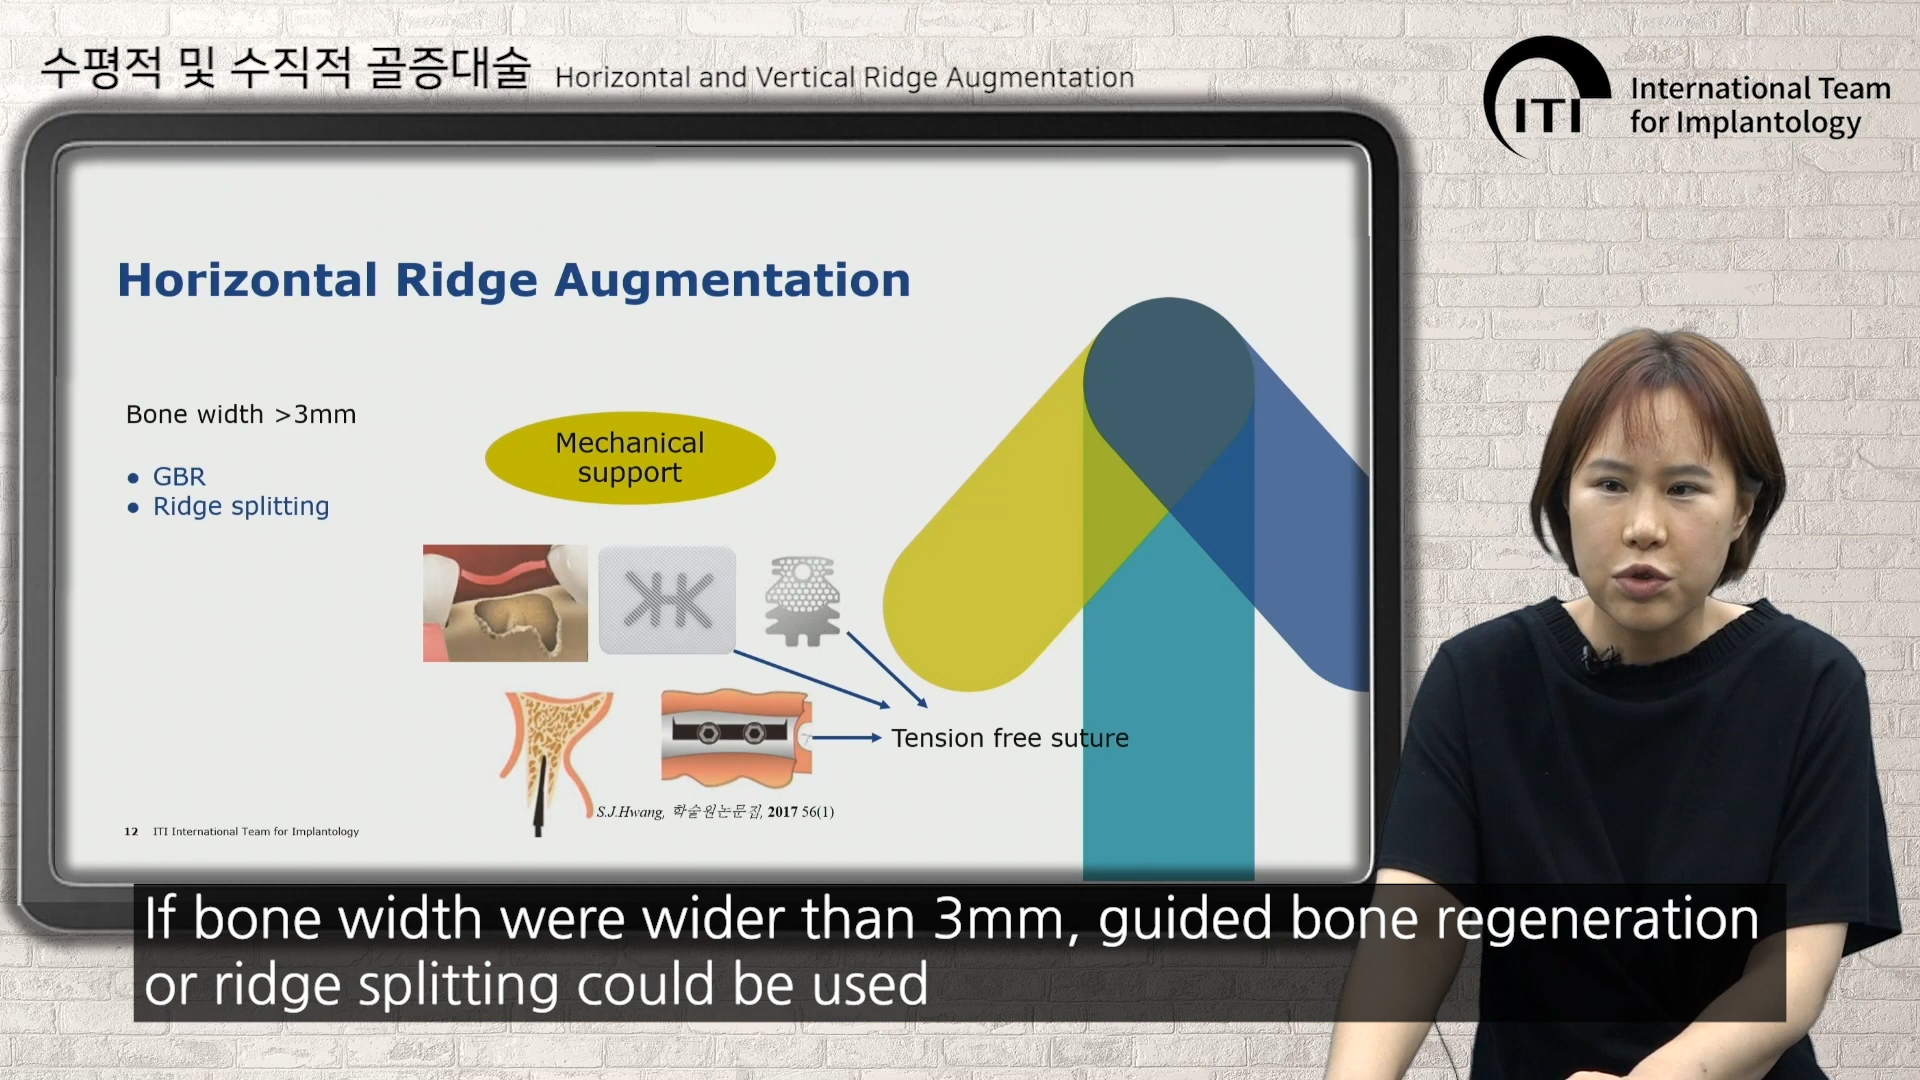 수평적 및 수직적 골증대술 Horizontal and Vertical Ridge Augmentation
ITI
International Team
for Implantology
Horizontal Ridge Augmentation
Bone width >3mm
• GBR
• Ridge splitting
Mechanical
support
Tension free suture
S.J.Hwang, 학술원논문집, 2017 56(1)
12 ITI International Team for Implantology
If bone width were wider than 3mm, guided bone regeneration
or ridge splitting could be used